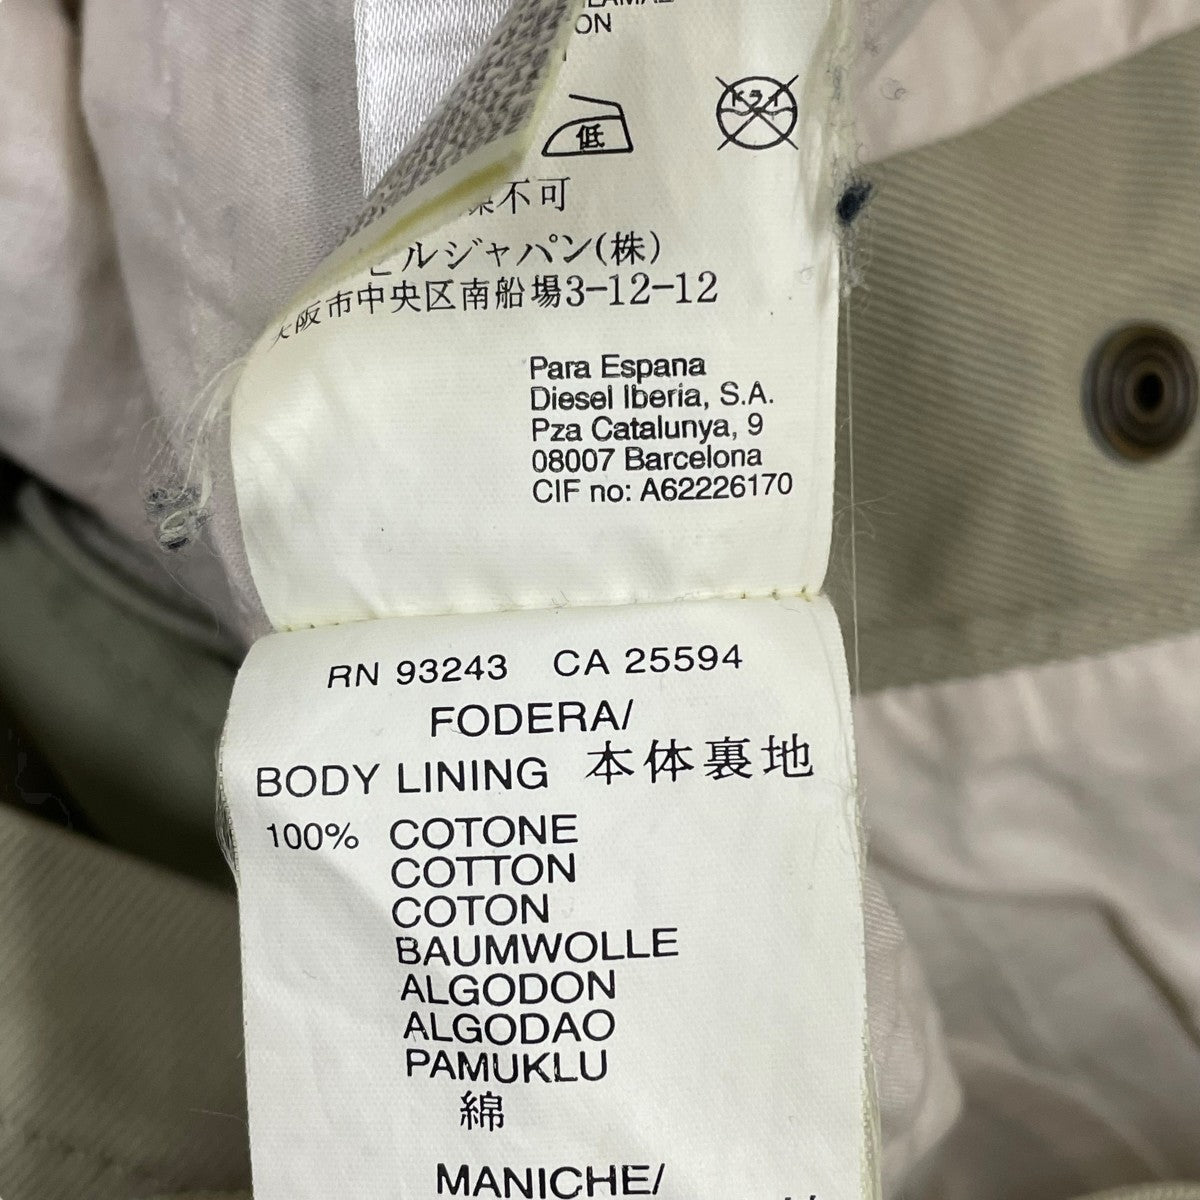 ON
低
ドライ
燥不可
ルジャパン(株)
阪市中央区南船場3-12-12
Para Espana
Diesel Iberia, S.A.
Pza Catalunya, 9
08007 Barcelona
CIF no: A62226170
RN 93243 CA 25594
FODERA/
BODY LINING 本体裏地
100% COTONE
COTTON
COTON
BAUMWOLLE
ALGODON
ALGODAO
PAMUKLU
綿
MANICHE/